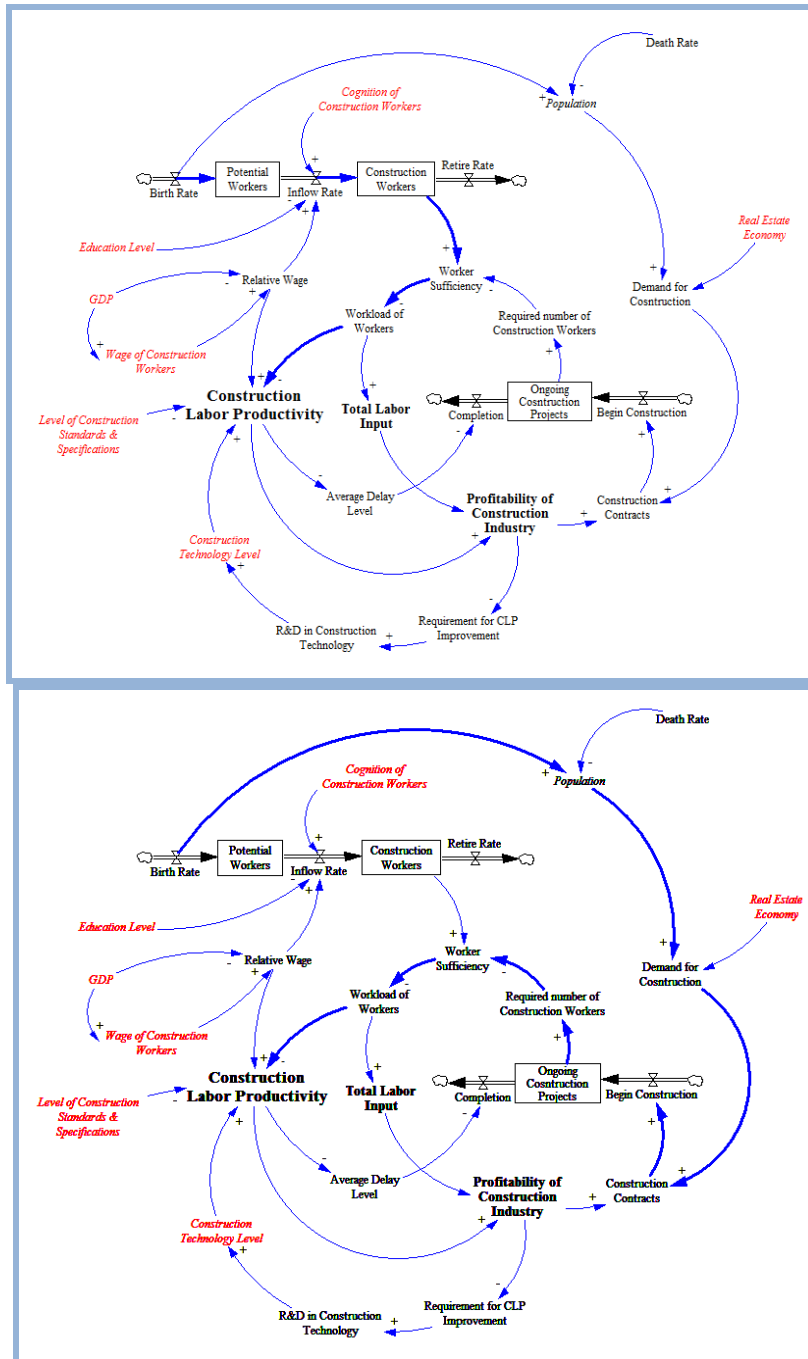 Death Rate
Cognition of
Construction Workers
+
-
+
Population
Potential
Workers
Construction
Workers
Retire Rate
+
Birth Rate
Inflow Rate
-
+
Education Level
Real Estate
Economy
+
Worker
Sufficiency
+
-
Relative Wage
-
-
GDP
+
Demand for
Cosntruction
Workload of
Workers
Required number of
Construction Workers
+
Wage of Construction
Workers
+
+
-
+
Construction
Labor Productivity
Total Labor
Input
Completion
+
Ongoing
Cosntruction
Projects
Begin Construction
Level of Construction
Standards &
Specifications
-
+
-
+
-
+
Average Delay
Level
Profitability of
Construction
Industry
+
+
Construction
Contracts
Construction
Technology Level
+
+
-
R&D in Construction
Technology
+
Requirement for CLP
Improvement
Death Rate
Cognition of
Construction Workers
-
+
Population
Potential
Workers
Construction
Workers
Retire Rate
+
Birth Rate
Inflow Rate
-
+
Education Level
Real Estate
Economy
+
Worker
Sufficiency
+
-
Relative Wage
+
-
-
GDP
Demand for
Cosntruction
Workload of
Workers
Required number of
Construction Workers
+
Wage of Construction
Workers
+
+
-
+
Construction
Labor Productivity
Total Labor
Input
Completion
+
Ongoing
Cosntruction
Projects
Begin Construction
Level of Construction
Standards &
Specifications
-
+
-
+
-
+
Average Delay
Level
Profitability of
Construction
Industry
+
+
Construction
Contracts
Construction
Technology Level
+
+
-
R&D in Construction
Technology
+
Requirement for CLP
Improvement